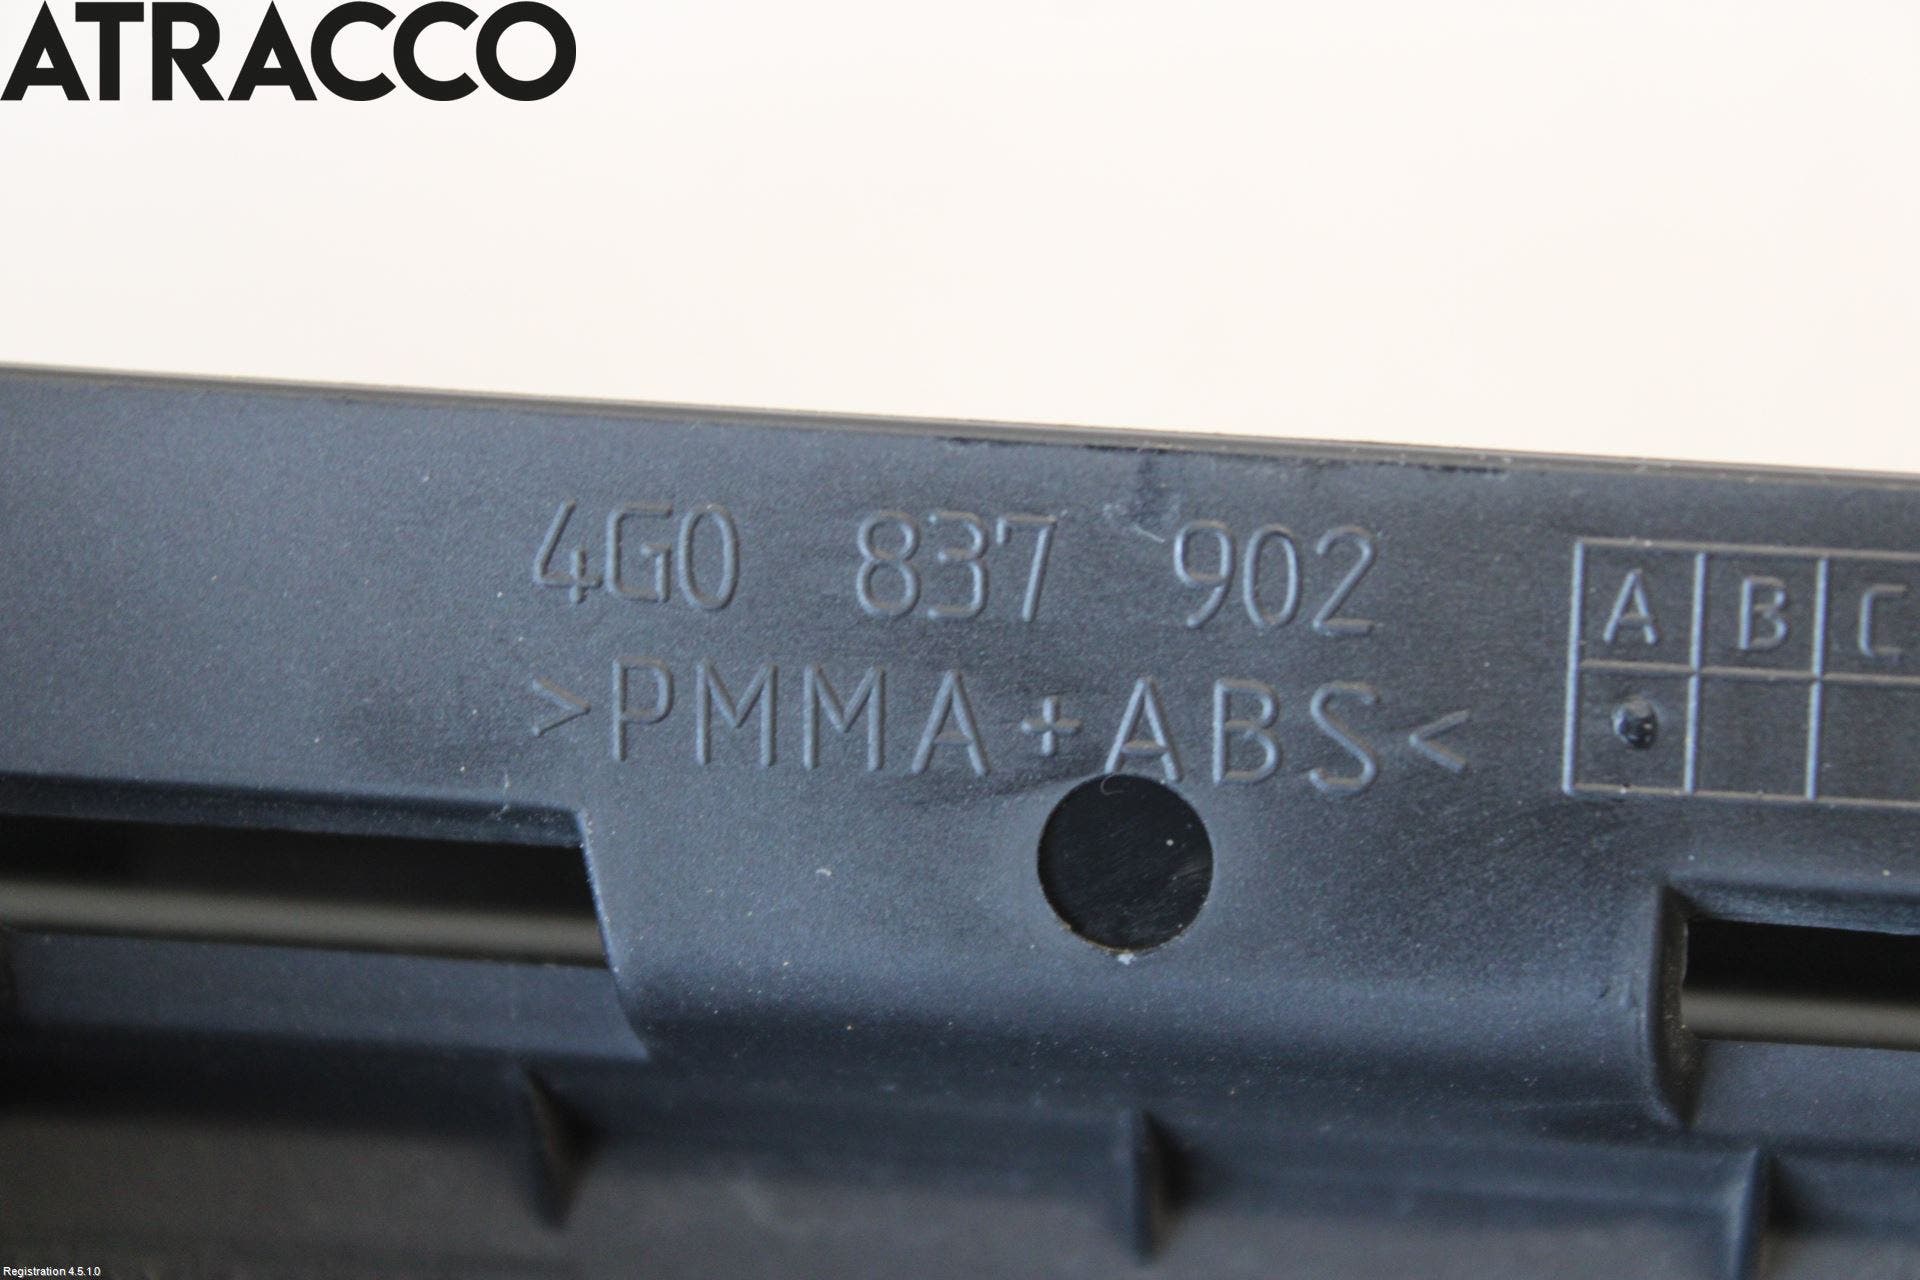 ATRACCO
4G0 837 902
A B C
>PMMA+ABS<
Registration 4.5.1.0